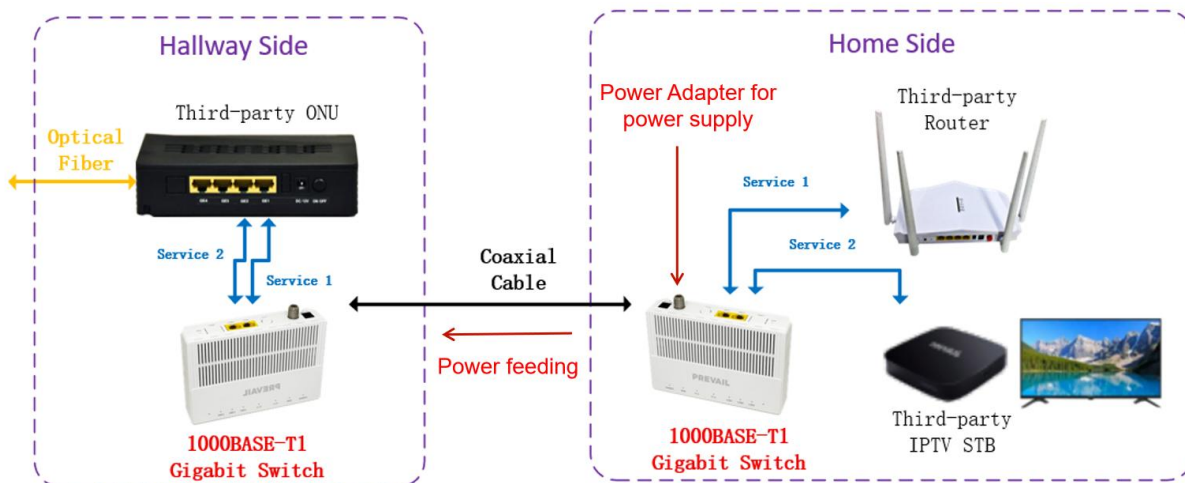 Hallway Side
Third-party ONU
Optical
Fiber
Service 2
Service 1
PREVAIL
1000BASE-T1
Gigabit Switch
Coaxial
Cable
Power feeding
Home Side
Power Adapter for
power supply
Third-party
Router
Service 1
Service 2
PREVAIL
1000BASE-T1
Gigabit Switch
Third-party
IPTV STB